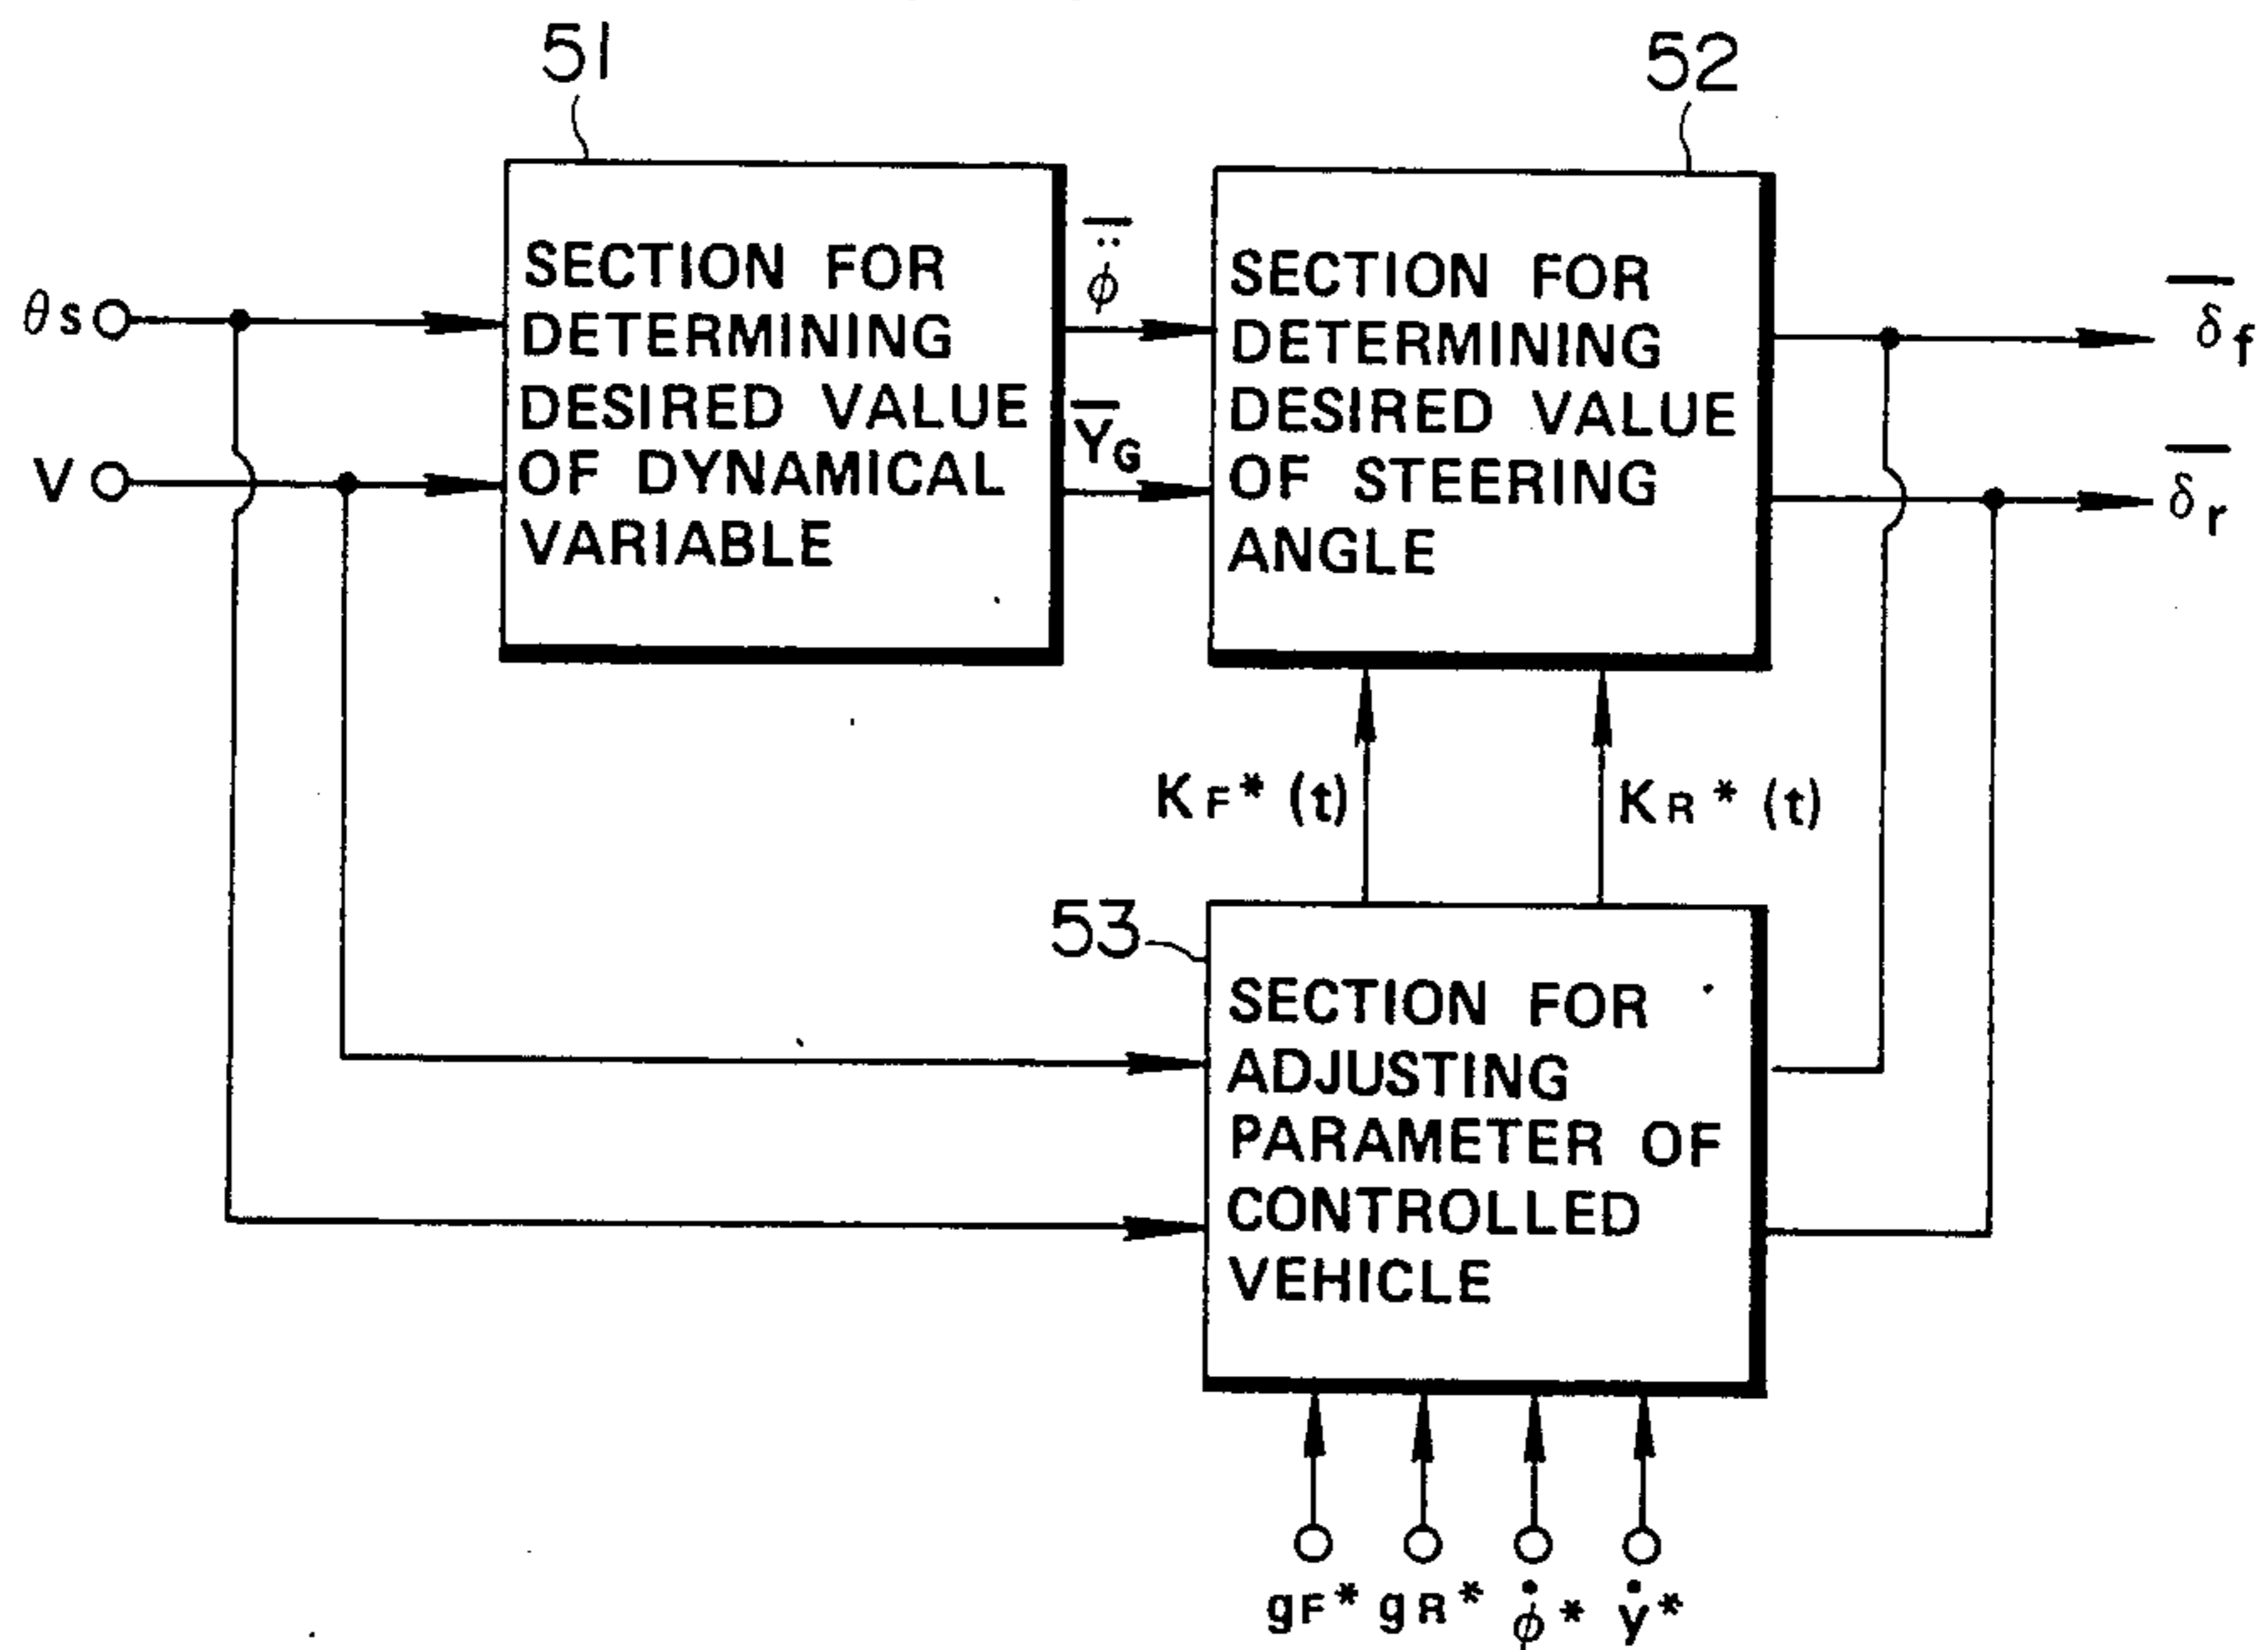 51
52
SECTION FOR
DETERMINING
DESIRED VALUE
OF DYNAMICAL
VARIABLE
SECTION FOR
DETERMINING
DESIRED VALUE
OF STEERING
ANGLE
θs
V
φ̈̅
Y̅G
δ̅f
δ̅r
KF*(t)
KR*(t)
53
SECTION FOR
ADJUSTING
PARAMETER OF
CONTROLLED
VEHICLE
gF* gR* φ̇* ẏ*